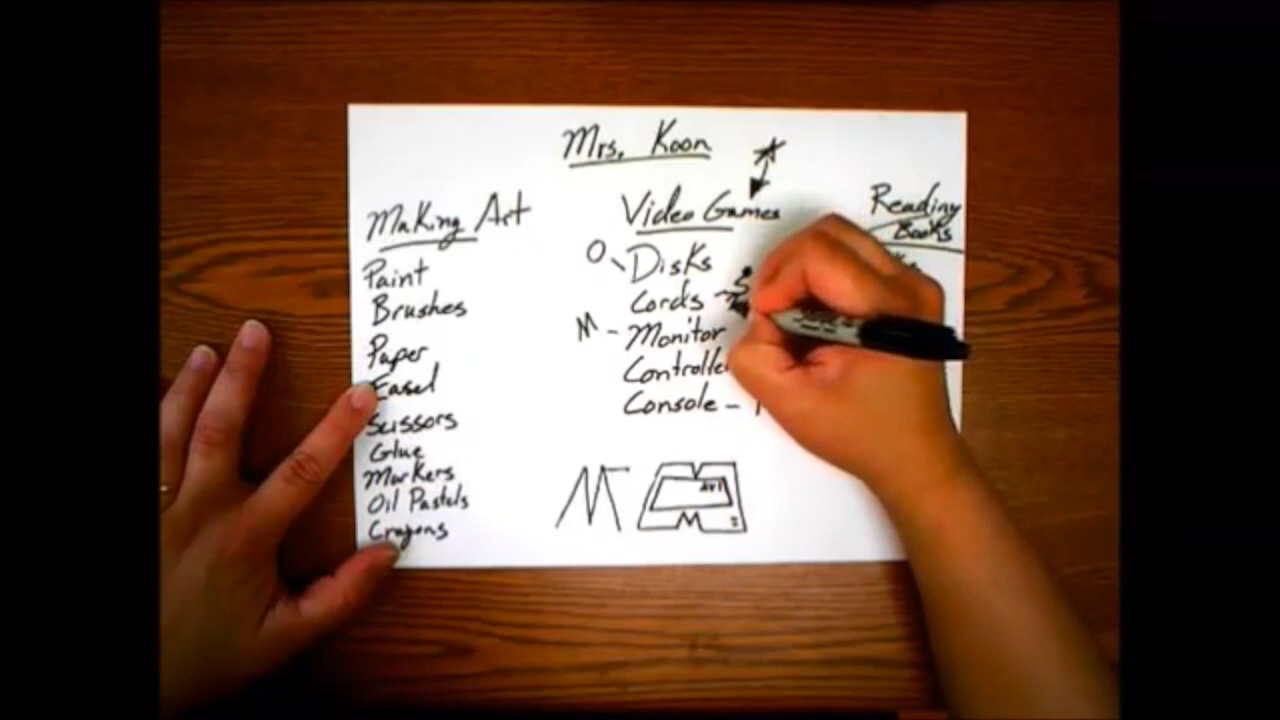 Mrs. Koon
Making Art
Paint
Brushes
Paper
Easel
Scissors
Glue
Markers
Oil Pastels
Crayons
Video Games
O Disks
Cords S
M - Monitor
Controlle
Console -
M
Reading
Books